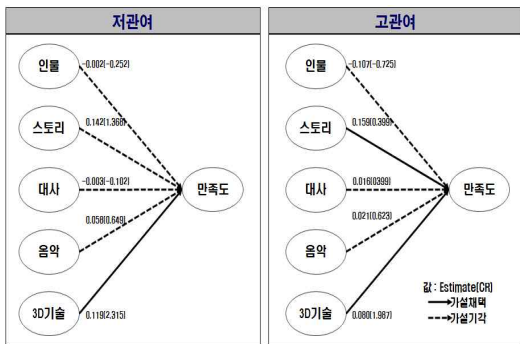 저관여
인물
-0.002(-0.252)
스토리
0.142(1.368)
대사
-0.003(-0.102)
만족도
0.058(0.649)
음악
3D기술
0.119(2.315)
고관여
인물
-0.107(-0.725)
스토리
0.159(0.399)
대사
0.016(0399)
만족도
0.021(0.623)
음악
3D기술
0.080(1.987)
값 : Estimate(CR)
가설채택
가설기각